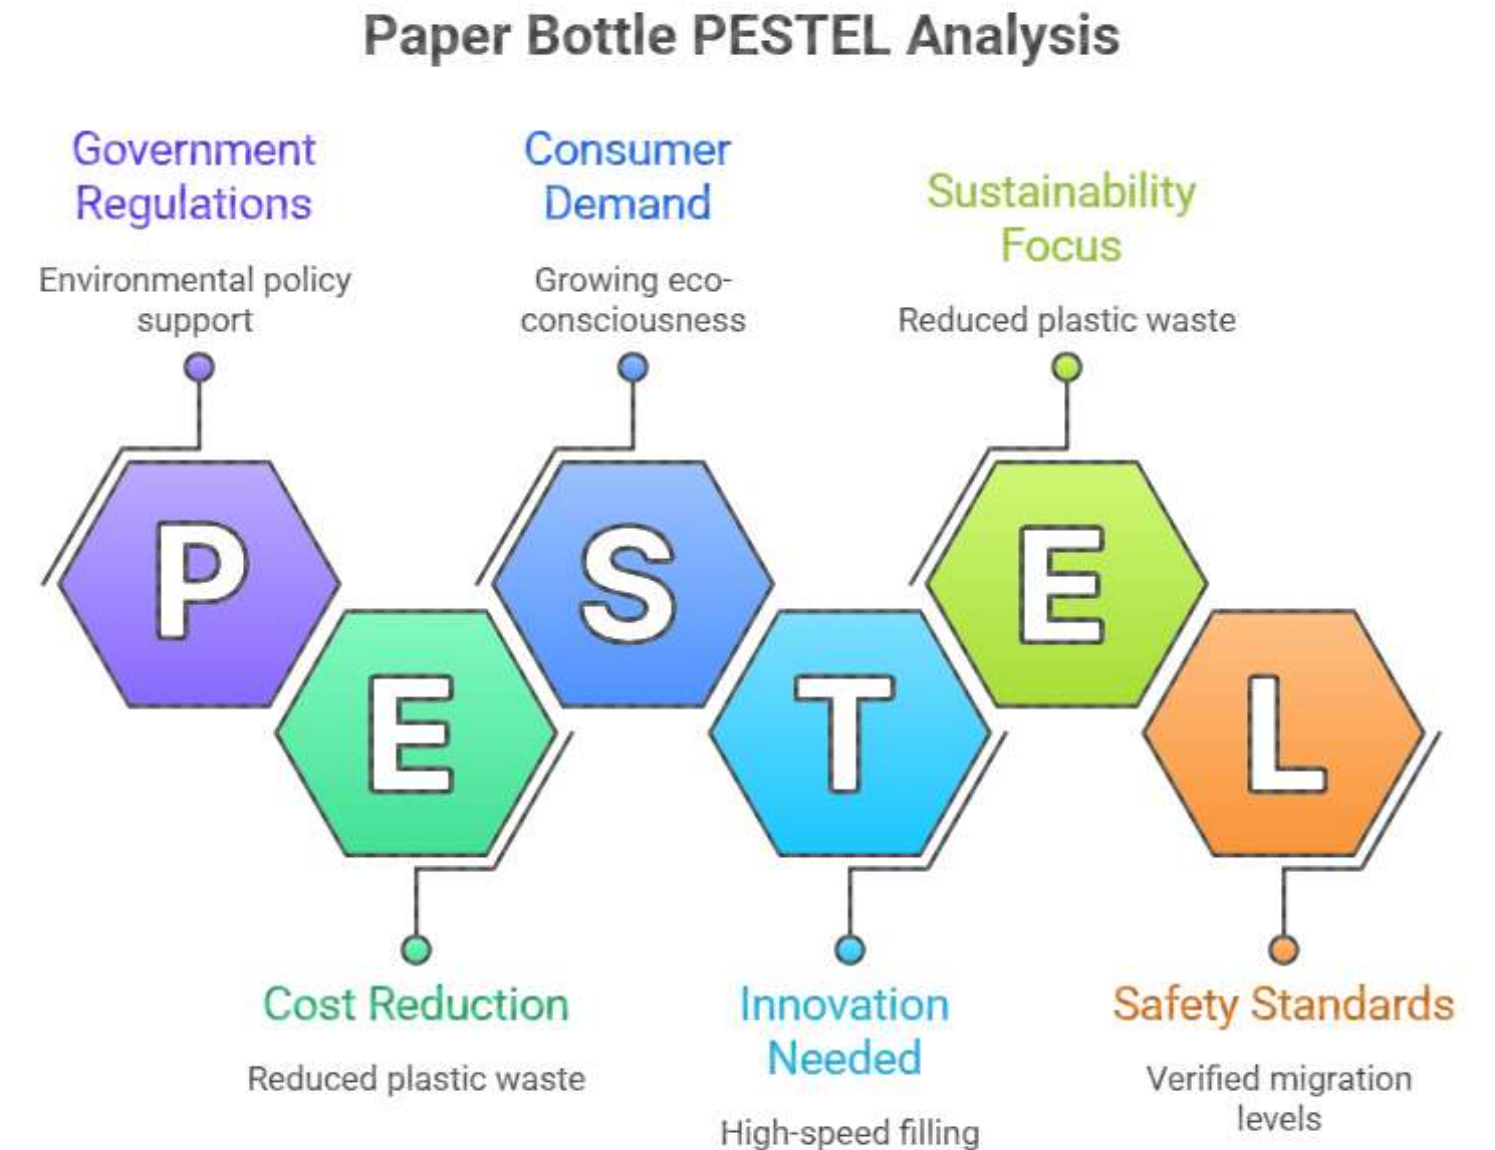 Paper Bottle PESTEL Analysis
Government
Regulations
Environmental policy
support
Consumer
Demand
Growing eco-
consciousness
Sustainability
Focus
Reduced plastic waste
P
E
S
T
E
L
Cost Reduction
Reduced plastic waste
Innovation
Needed
High-speed filling
Safety Standards
Verified migration
levels